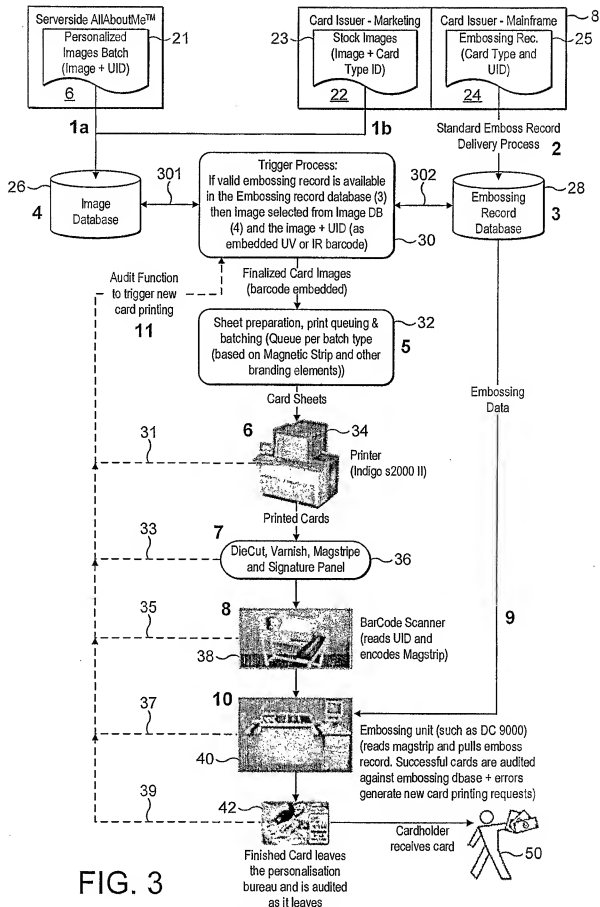 Serverside AllAboutMe™
Personalized
Images Batch
(Image + UID)
21
6
1a
Card Issuer - Marketing
23
Stock Images
(Image + Card
Type ID)
22
1b
Card Issuer - Mainframe
8
Embossing Rec.
(Card Type and
UID)
25
24
Standard Emboss Record
Delivery Process
2
26
4
Image
Database
301
Trigger Process:
If valid embossing record is available
in the Embossing record database (3)
then image selected from Image DB
(4) and the image + UID (as
embedded UV or IR barcode)
30
302
28
Embossing
Record
Database
3
Audit Function
to trigger new
card printing
11
Finalized Card Images
(barcode embedded)
Sheet preparation, print queuing &
batching (Queue per batch type
(based on Magnetic Strip and other
branding elements))
32
5
Embossing
Data
Card Sheets
6
34
31
Printer
(Indigo s2000 II)
Printed Cards
7
33
DieCut, Varnish, Magstripe
and Signature Panel
36
8
35
38
BarCode Scanner
(reads UID and
encodes Magstrip)
9
10
37
40
Embossing unit (such as DC 9000)
(reads magstrip and pulls emboss
record. Successful cards are audited
against embossing dbase + errors
generate new card printing requests)
39
42
Cardholder
receives card
50
Finished Card leaves
the personalisation
bureau and is audited
as it leaves
FIG. 3